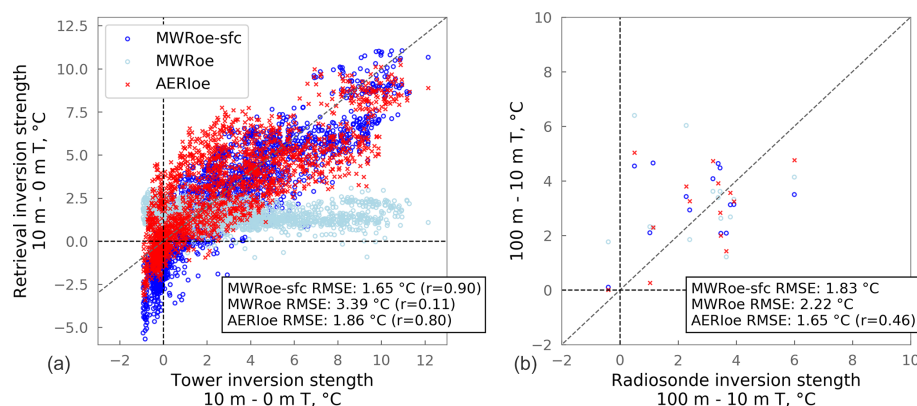 12.5
10.0
7.5
5.0
2.5
0.0
−2.5
−5.0
Retrieval inversion strength
10 m - 0 m T, °C
MWRoe-sfc
MWRoe
AERIoe
MWRoe-sfc RMSE: 1.65 °C (r=0.90)
MWRoe RMSE: 3.39 °C (r=0.11)
AERIoe RMSE: 1.86 °C (r=0.80)
(a)
−2 0 2 4 6 8 10 12
Tower inversion stength
10 m - 0 m T, °C
10
8
6
4
2
0
−2
100 m - 10 m T, °C
MWRoe-sfc RMSE: 1.83 °C
MWRoe RMSE: 2.22 °C
AERIoe RMSE: 1.65 °C (r=0.46)
(b)
−2 0 2 4 6 8 10
Radiosonde inversion stength
100 m - 10 m T, °C